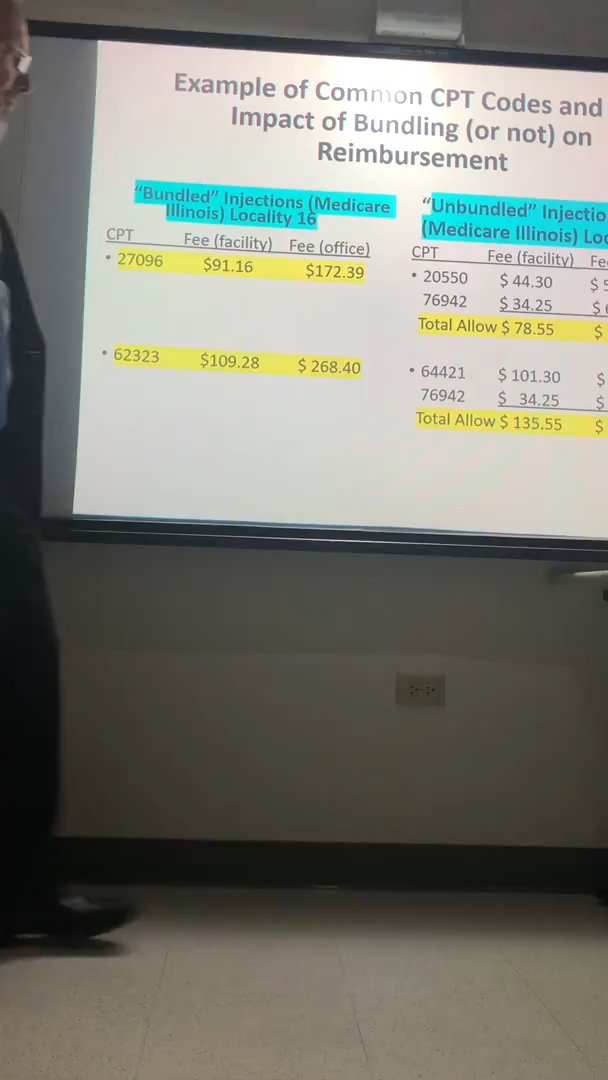 Example of Common CPT Codes and
Impact of Bundling (or not) on
Reimbursement
"Bundled" Injections (Medicare
Illinois) Locality 16
CPT Fee (facility) Fee (office)
• 27096 $91.16 $172.39
• 62323 $109.28 $ 268.40
"Unbundled" Injectio
(Medicare Illinois) Loc
CPT Fee (facility) Fe
• 20550 $ 44.30 $
76942 $ 34.25 $
Total Allow $ 78.55 $
• 64421 $ 101.30 $
76942 $ 34.25 $
Total Allow $ 135.55 $